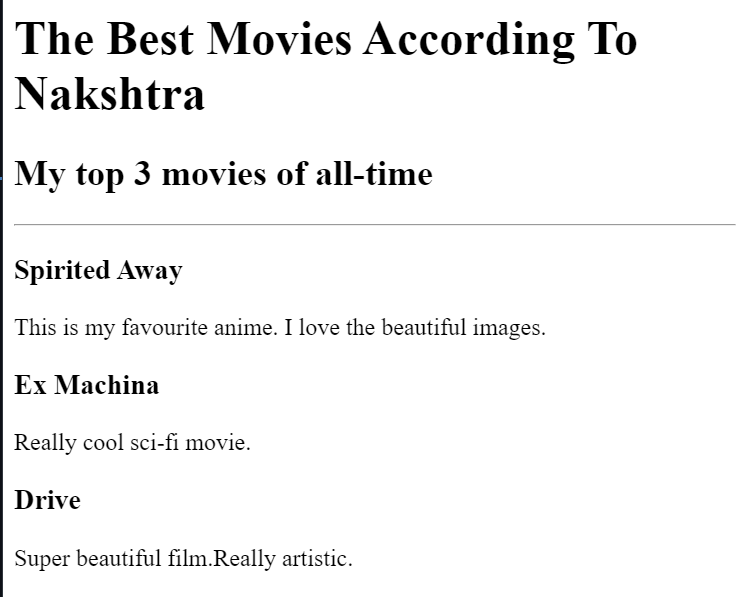 The Best Movies According To
Nakshtra
My top 3 movies of all-time
Spirited Away
This is my favourite anime. I love the beautiful images.
Ex Machina
Really cool sci-fi movie.
Drive
Super beautiful film.Really artistic.